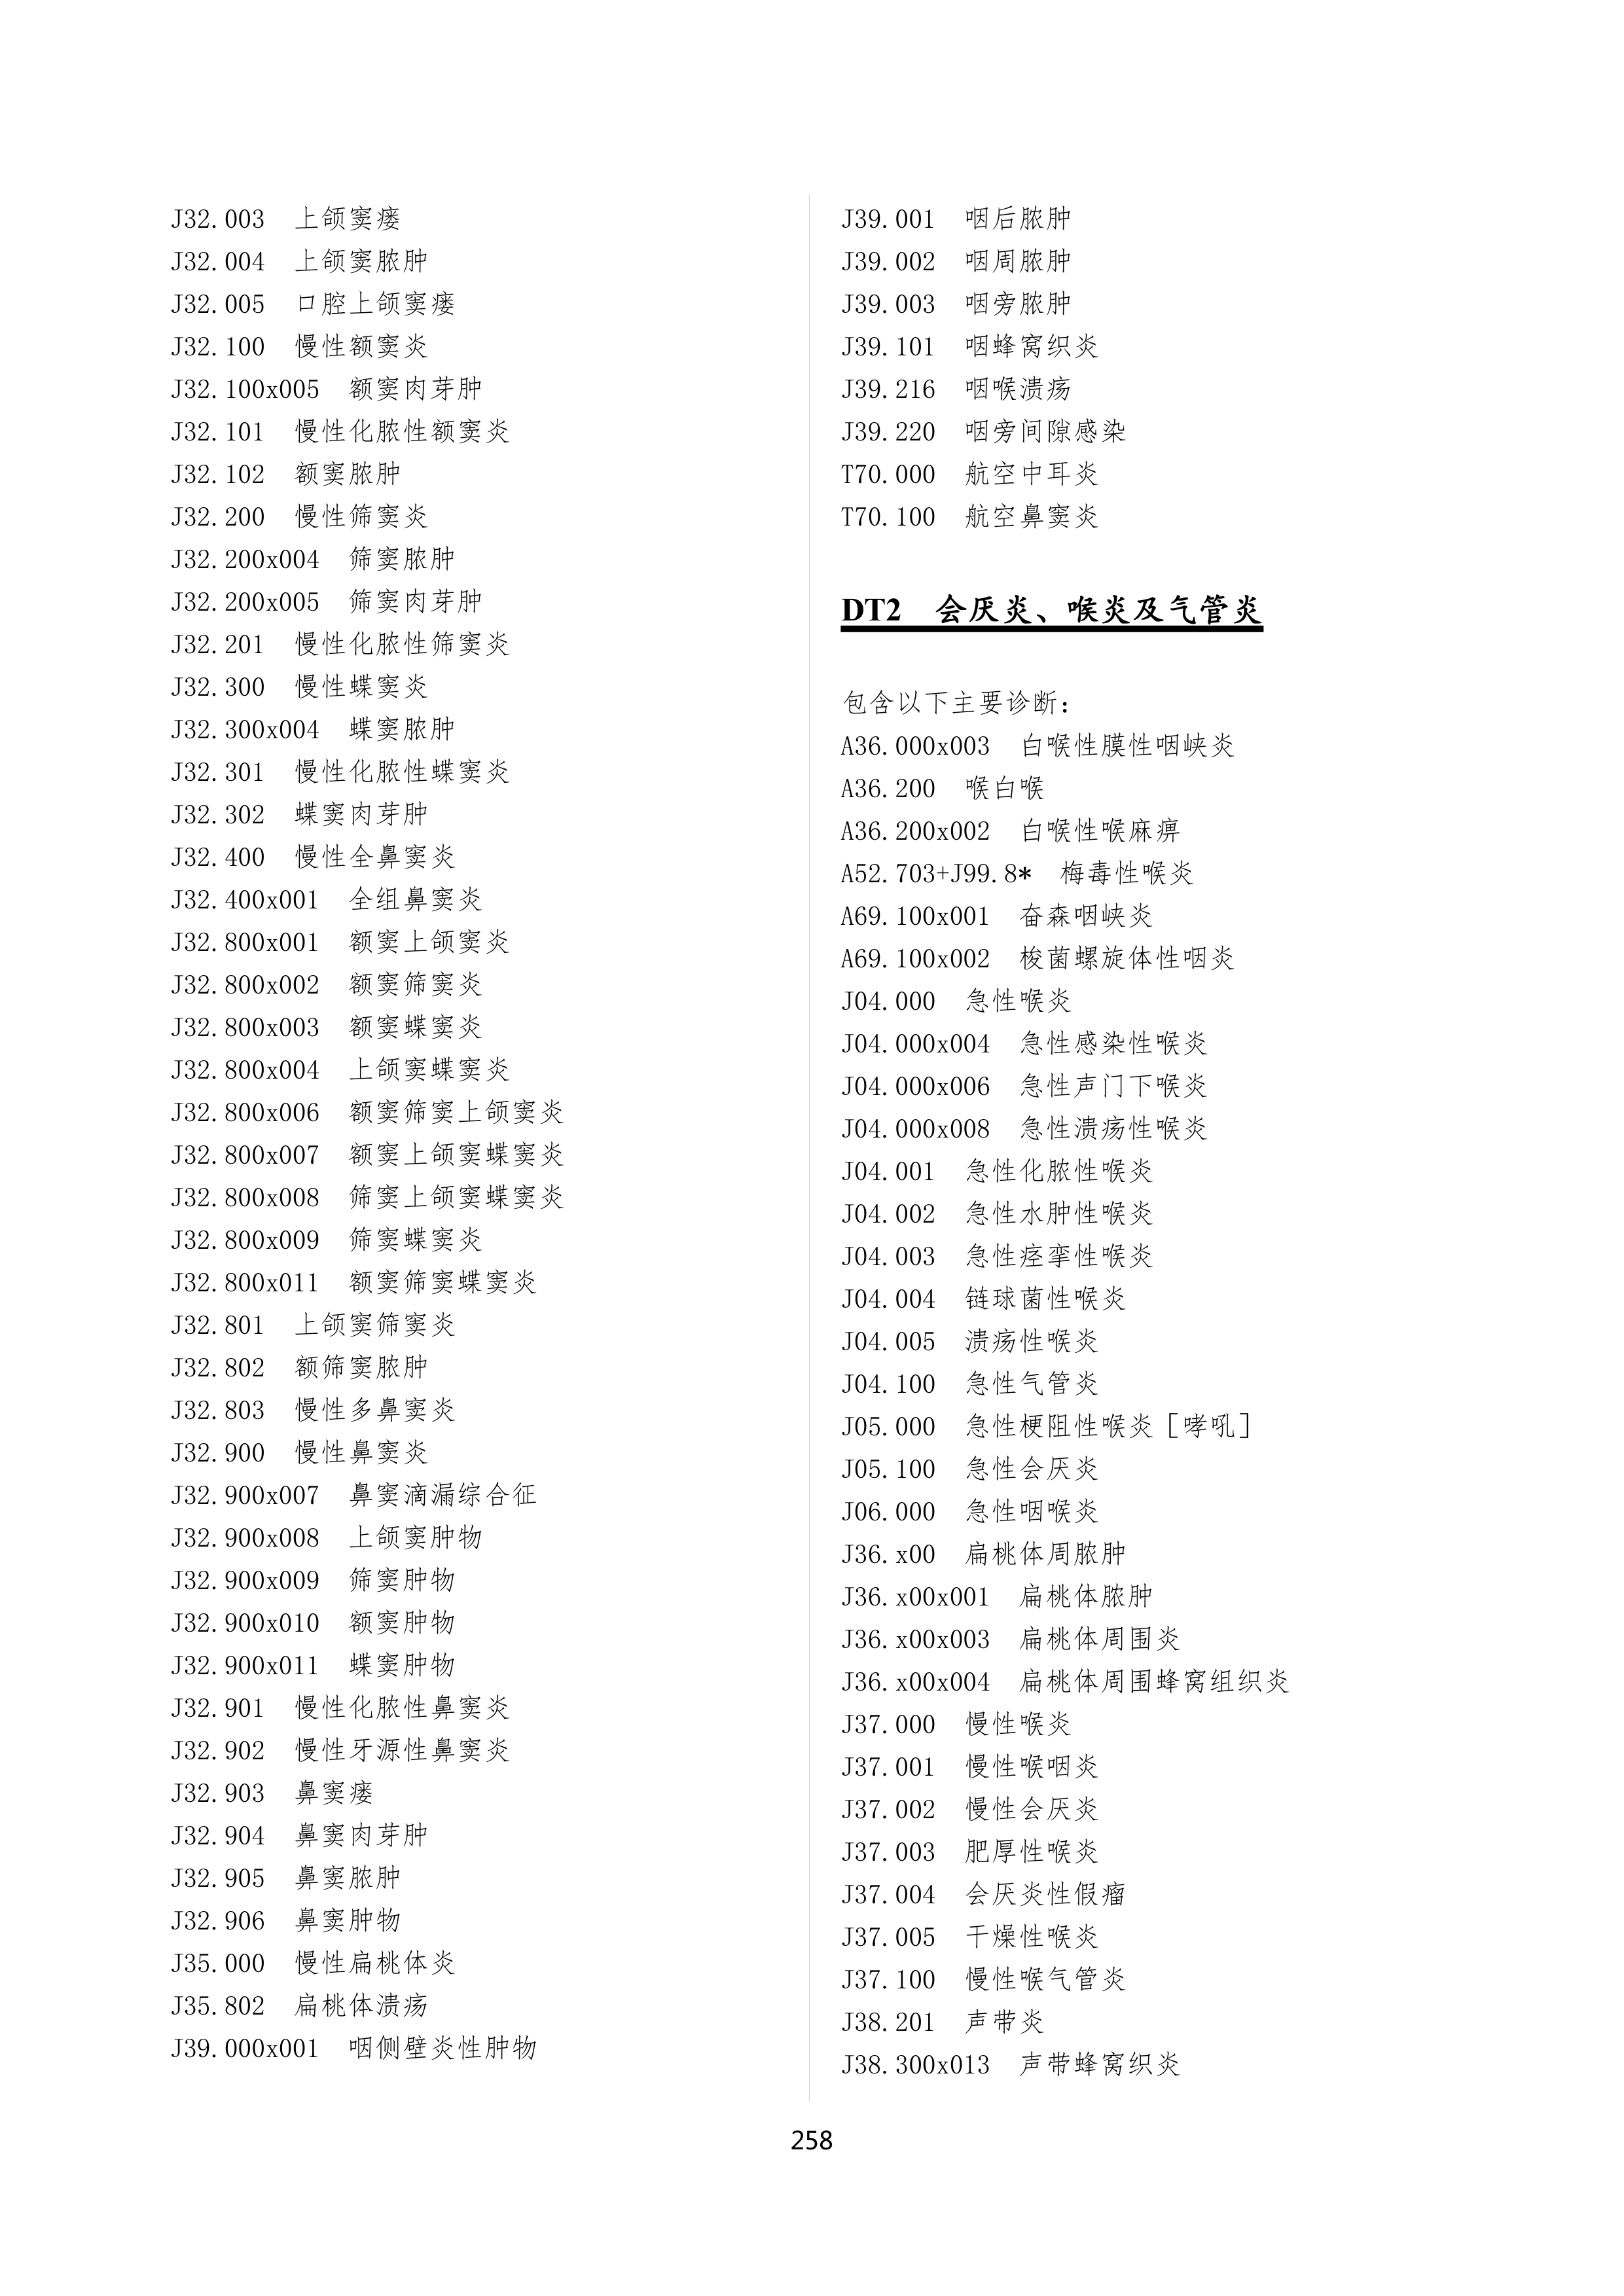 J32.003 上颌窦瘘
J32.004 上颌窦脓肿
J32.005 口腔上颌窦瘘
J32.100 慢性额窦炎
J32.100x005 额窦肉芽肿
J32.101 慢性化脓性额窦炎
J32.102 额窦脓肿
J32.200 慢性筛窦炎
J32.200x004 筛窦脓肿
J32.200x005 筛窦肉芽肿
J32.201 慢性化脓性筛窦炎
J32.300 慢性蝶窦炎
J32.300x004 蝶窦脓肿
J32.301 慢性化脓性蝶窦炎
J32.302 蝶窦肉芽肿
J32.400 慢性全鼻窦炎
J32.400x001 全组鼻窦炎
J32.800x001 额窦上颌窦炎
J32.800x002 额窦筛窦炎
J32.800x003 额窦蝶窦炎
J32.800x004 上颌窦蝶窦炎
J32.800x006 额窦筛窦上颌窦炎
J32.800x007 额窦上颌窦蝶窦炎
J32.800x008 筛窦上颌窦蝶窦炎
J32.800x009 筛窦蝶窦炎
J32.800x011 额窦筛窦蝶窦炎
J32.801 上颌窦筛窦炎
J32.802 额筛窦脓肿
J32.803 慢性多鼻窦炎
J32.900 慢性鼻窦炎
J32.900x007 鼻窦滴漏综合征
J32.900x008 上颌窦肿物
J32.900x009 筛窦肿物
J32.900x010 额窦肿物
J32.900x011 蝶窦肿物
J32.901 慢性化脓性鼻窦炎
J32.902 慢性牙源性鼻窦炎
J32.903 鼻窦瘘
J32.904 鼻窦肉芽肿
J32.905 鼻窦脓肿
J32.906 鼻窦肿物
J35.000 慢性扁桃体炎
J35.802 扁桃体溃疡
J39.000x001 咽侧壁炎性肿物
J39.001 咽后脓肿
J39.002 咽周脓肿
J39.003 咽旁脓肿
J39.101 咽蜂窝织炎
J39.216 咽喉溃疡
J39.220 咽旁间隙感染
T70.000 航空中耳炎
T70.100 航空鼻窦炎
DT2 会厌炎、喉炎及气管炎
包含以下主要诊断：
A36.000x003 白喉性膜性咽峡炎
A36.200 喉白喉
A36.200x002 白喉性喉麻痹
A52.703+J99.8* 梅毒性喉炎
A69.100x001 奋森咽峡炎
A69.100x002 梭菌螺旋体性咽炎
J04.000 急性喉炎
J04.000x004 急性感染性喉炎
J04.000x006 急性声门下喉炎
J04.000x008 急性溃疡性喉炎
J04.001 急性化脓性喉炎
J04.002 急性水肿性喉炎
J04.003 急性痉挛性喉炎
J04.004 链球菌性喉炎
J04.005 溃疡性喉炎
J04.100 急性气管炎
J05.000 急性梗阻性喉炎［哮吼］
J05.100 急性会厌炎
J06.000 急性咽喉炎
J36.x00 扁桃体周脓肿
J36.x00x001 扁桃体脓肿
J36.x00x003 扁桃体周围炎
J36.x00x004 扁桃体周围蜂窝组织炎
J37.000 慢性喉炎
J37.001 慢性喉咽炎
J37.002 慢性会厌炎
J37.003 肥厚性喉炎
J37.004 会厌炎性假瘤
J37.005 干燥性喉炎
J37.100 慢性喉气管炎
J38.201 声带炎
J38.300x013 声带蜂窝织炎
258